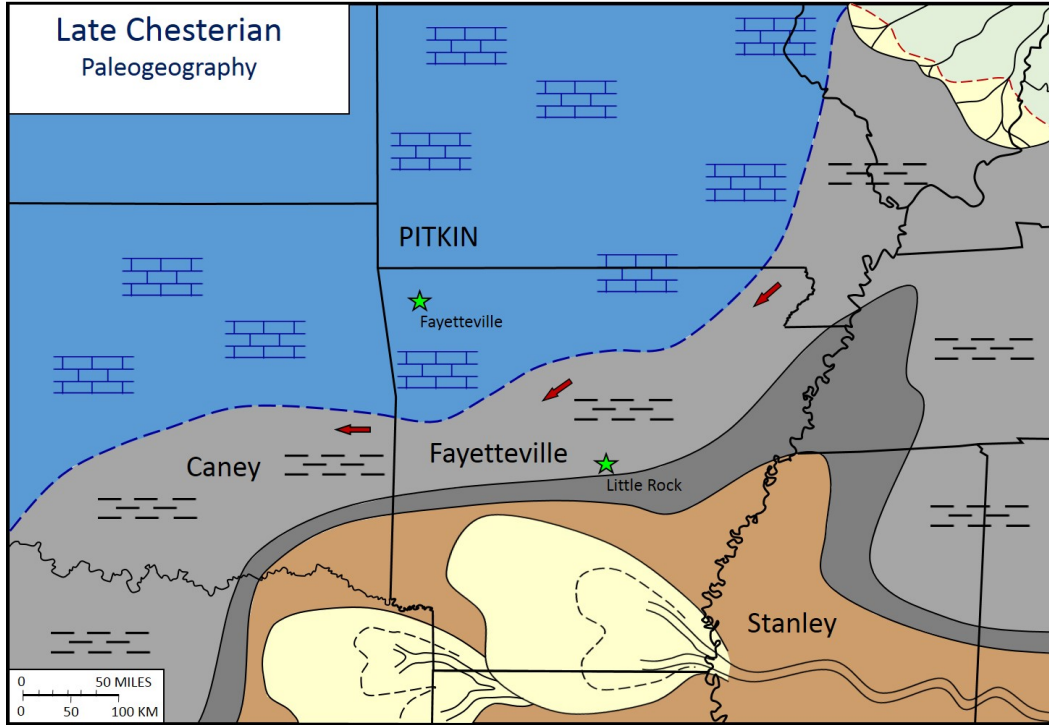 Late Chesterian
Paleogeography
PITKIN
Fayetteville
Caney
Fayetteville
Little Rock
Stanley
0 50 MILES
0 50 100 KM